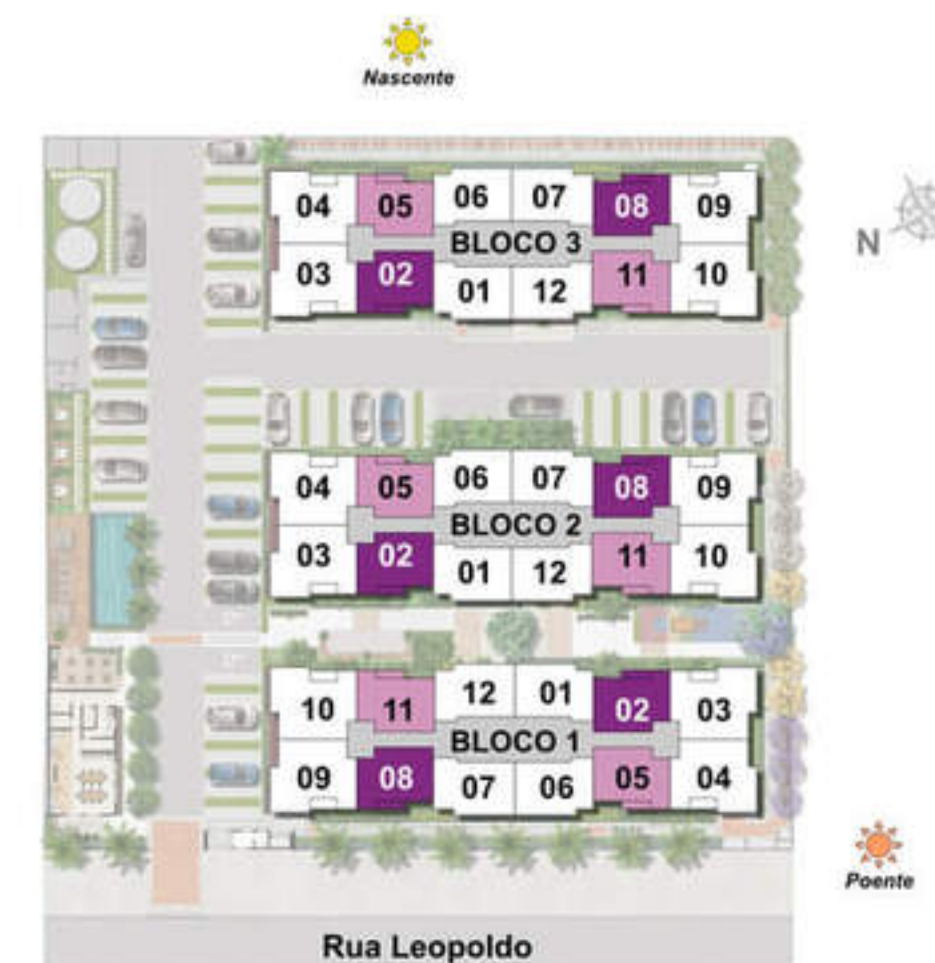 Nascente
04 05 06 07 08 09
BLOCO 3
03 02 01 12 11 10
N
04 05 06 07 08 09
BLOCO 2
03 02 01 12 11 10
10 11 12 01 02 03
BLOCO 1
09 08 07 06 05 04
Poente
Rua Leopoldo